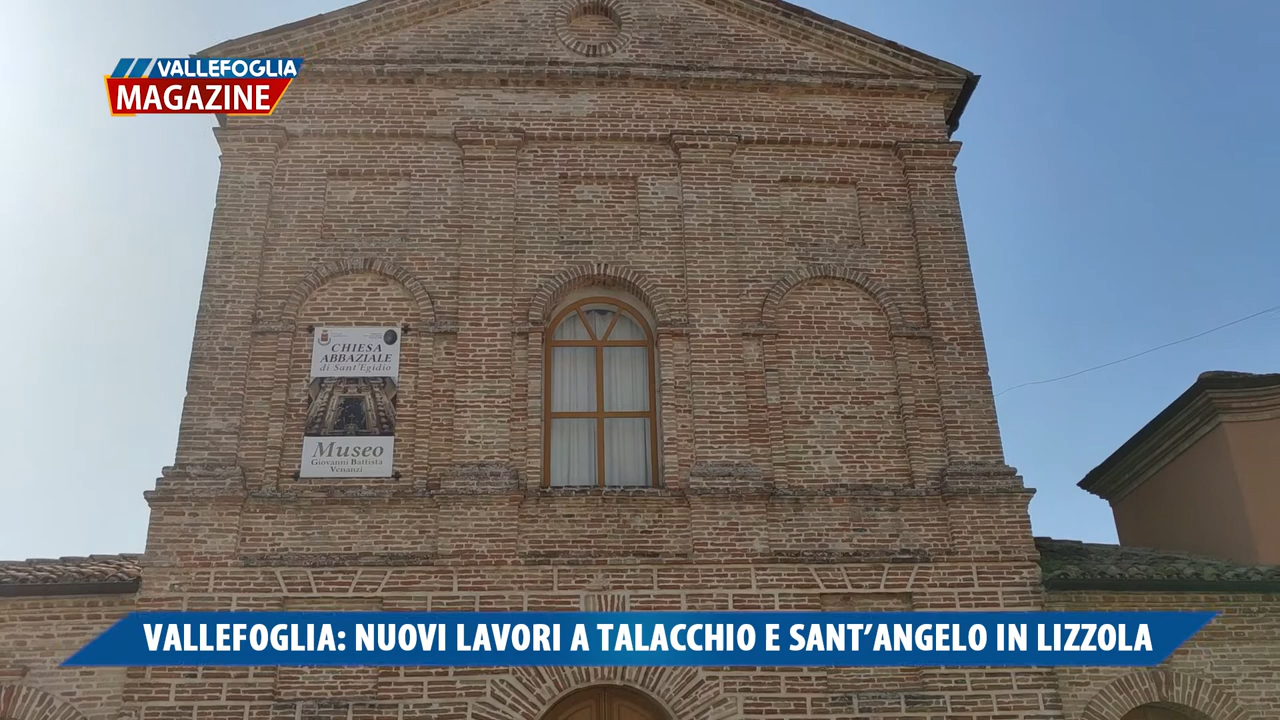 VALLEFOGLIA
MAGAZINE
CHIESA
ABBAZIALE
di Sant'Egidio
Museo
Giovanni Battista
Venanzi
VALLEFOGLIA: NUOVI LAVORI A TALACCHIO E SANT’ANGELO IN LIZZOLA